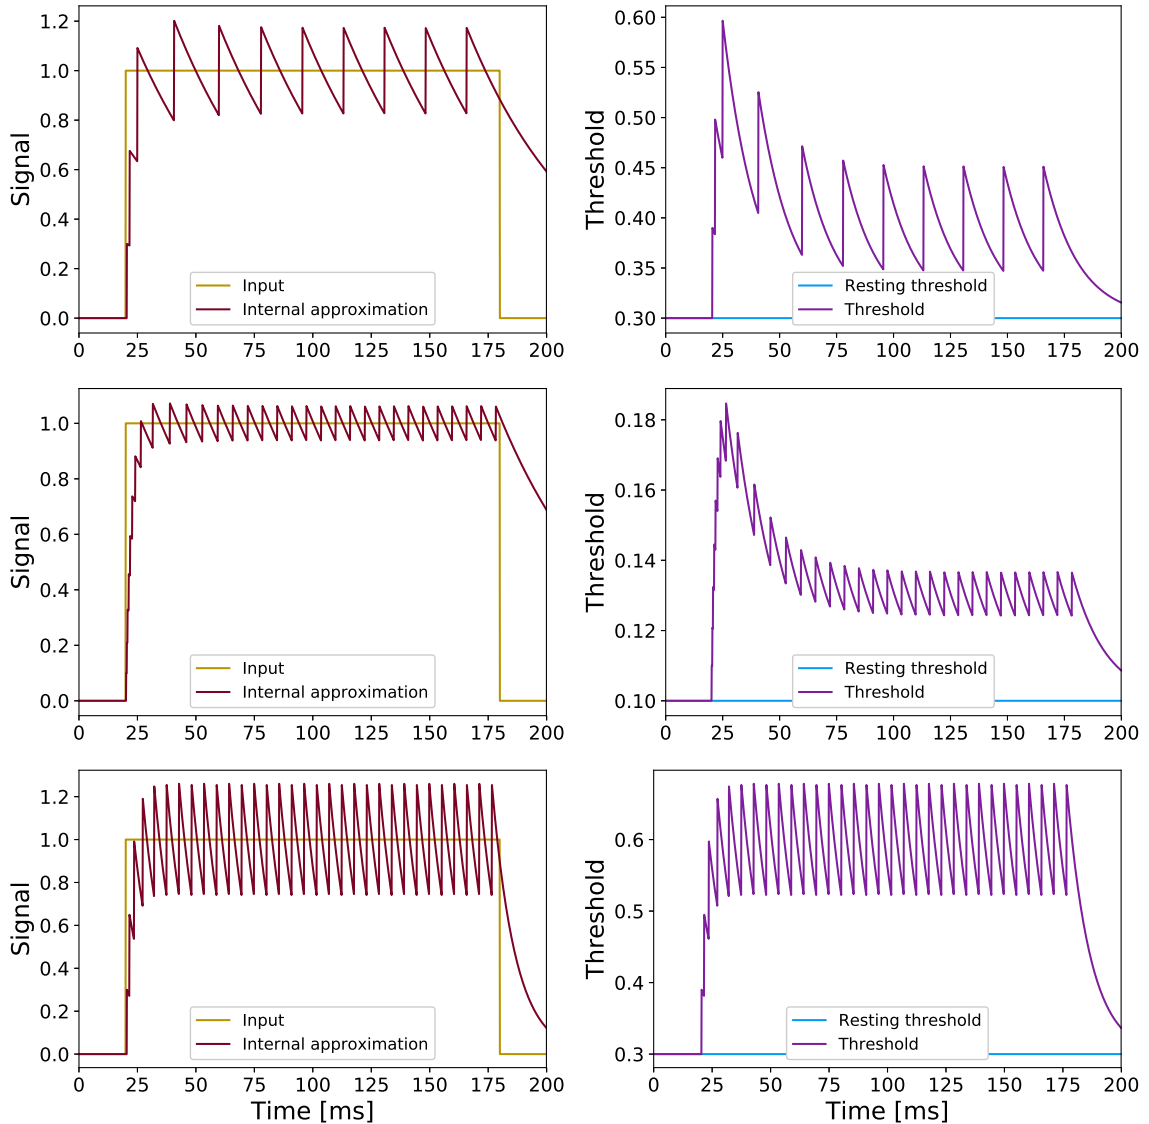 Signal
1.2
1.0
0.8
0.6
0.4
0.2
0.0
Input
Internal approximation
0 25 50 75 100 125 150 175 200
Threshold
0.60
0.55
0.50
0.45
0.40
0.35
0.30
Resting threshold
Threshold
0 25 50 75 100 125 150 175 200
Signal
1.0
0.8
0.6
0.4
0.2
0.0
Input
Internal approximation
0 25 50 75 100 125 150 175 200
Threshold
0.18
0.16
0.14
0.12
0.10
Resting threshold
Threshold
0 25 50 75 100 125 150 175 200
Signal
1.2
1.0
0.8
0.6
0.4
0.2
0.0
Input
Internal approximation
0 25 50 75 100 125 150 175 200
Time [ms]
Threshold
0.6
0.5
0.4
0.3
Resting threshold
Threshold
0 25 50 75 100 125 150 175 200
Time [ms]